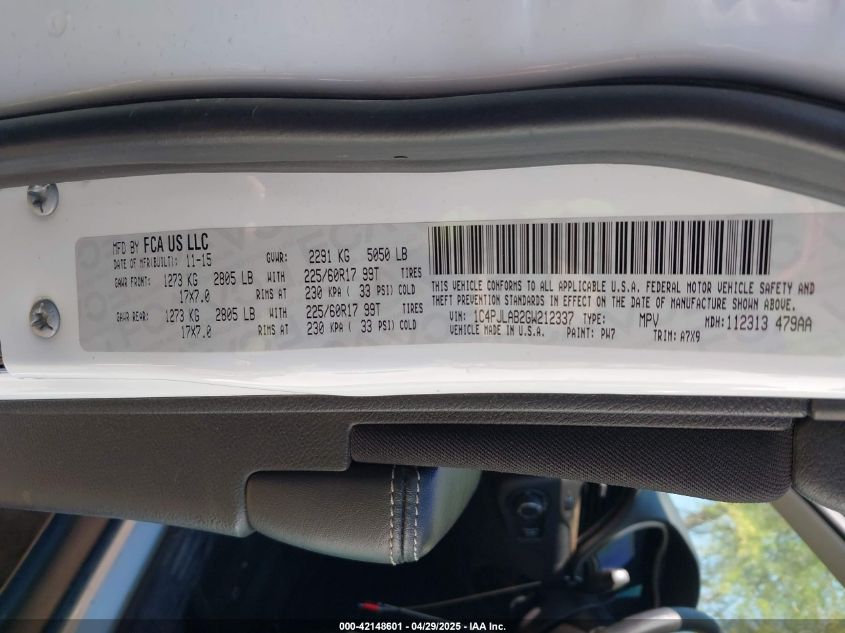 MFD BY FCA US LLC
DATE OF MFR(BUILT): 11-15 GVWR: 2291 KG 5050 LB
GAWR FRONT: 1273 KG 2805 LB WITH 225/60R17 99T TIRES
17X7.0 RIMS AT 230 KPA ( 33 PSI) COLD
GAWR REAR: 1273 KG 2805 LB WITH 225/60R17 99T TIRES
17X7.0 RIMS AT 230 KPA ( 33 PSI) COLD
THIS VEHICLE CONFORMS TO ALL APPLICABLE U.S.A. FEDERAL MOTOR VEHICLE SAFETY AND
THEFT PREVENTION STANDARDS IN EFFECT ON THE DATE OF MANUFACTURE SHOWN ABOVE.
VIN: 1C4PJLAB2GW212337 TYPE: MPV MDH:112313 479AA
VEHICLE MADE IN U.S.A. PAINT: PW7 TRIM: A7X9
000-42148601 - 04/29/2025 - IAA Inc.